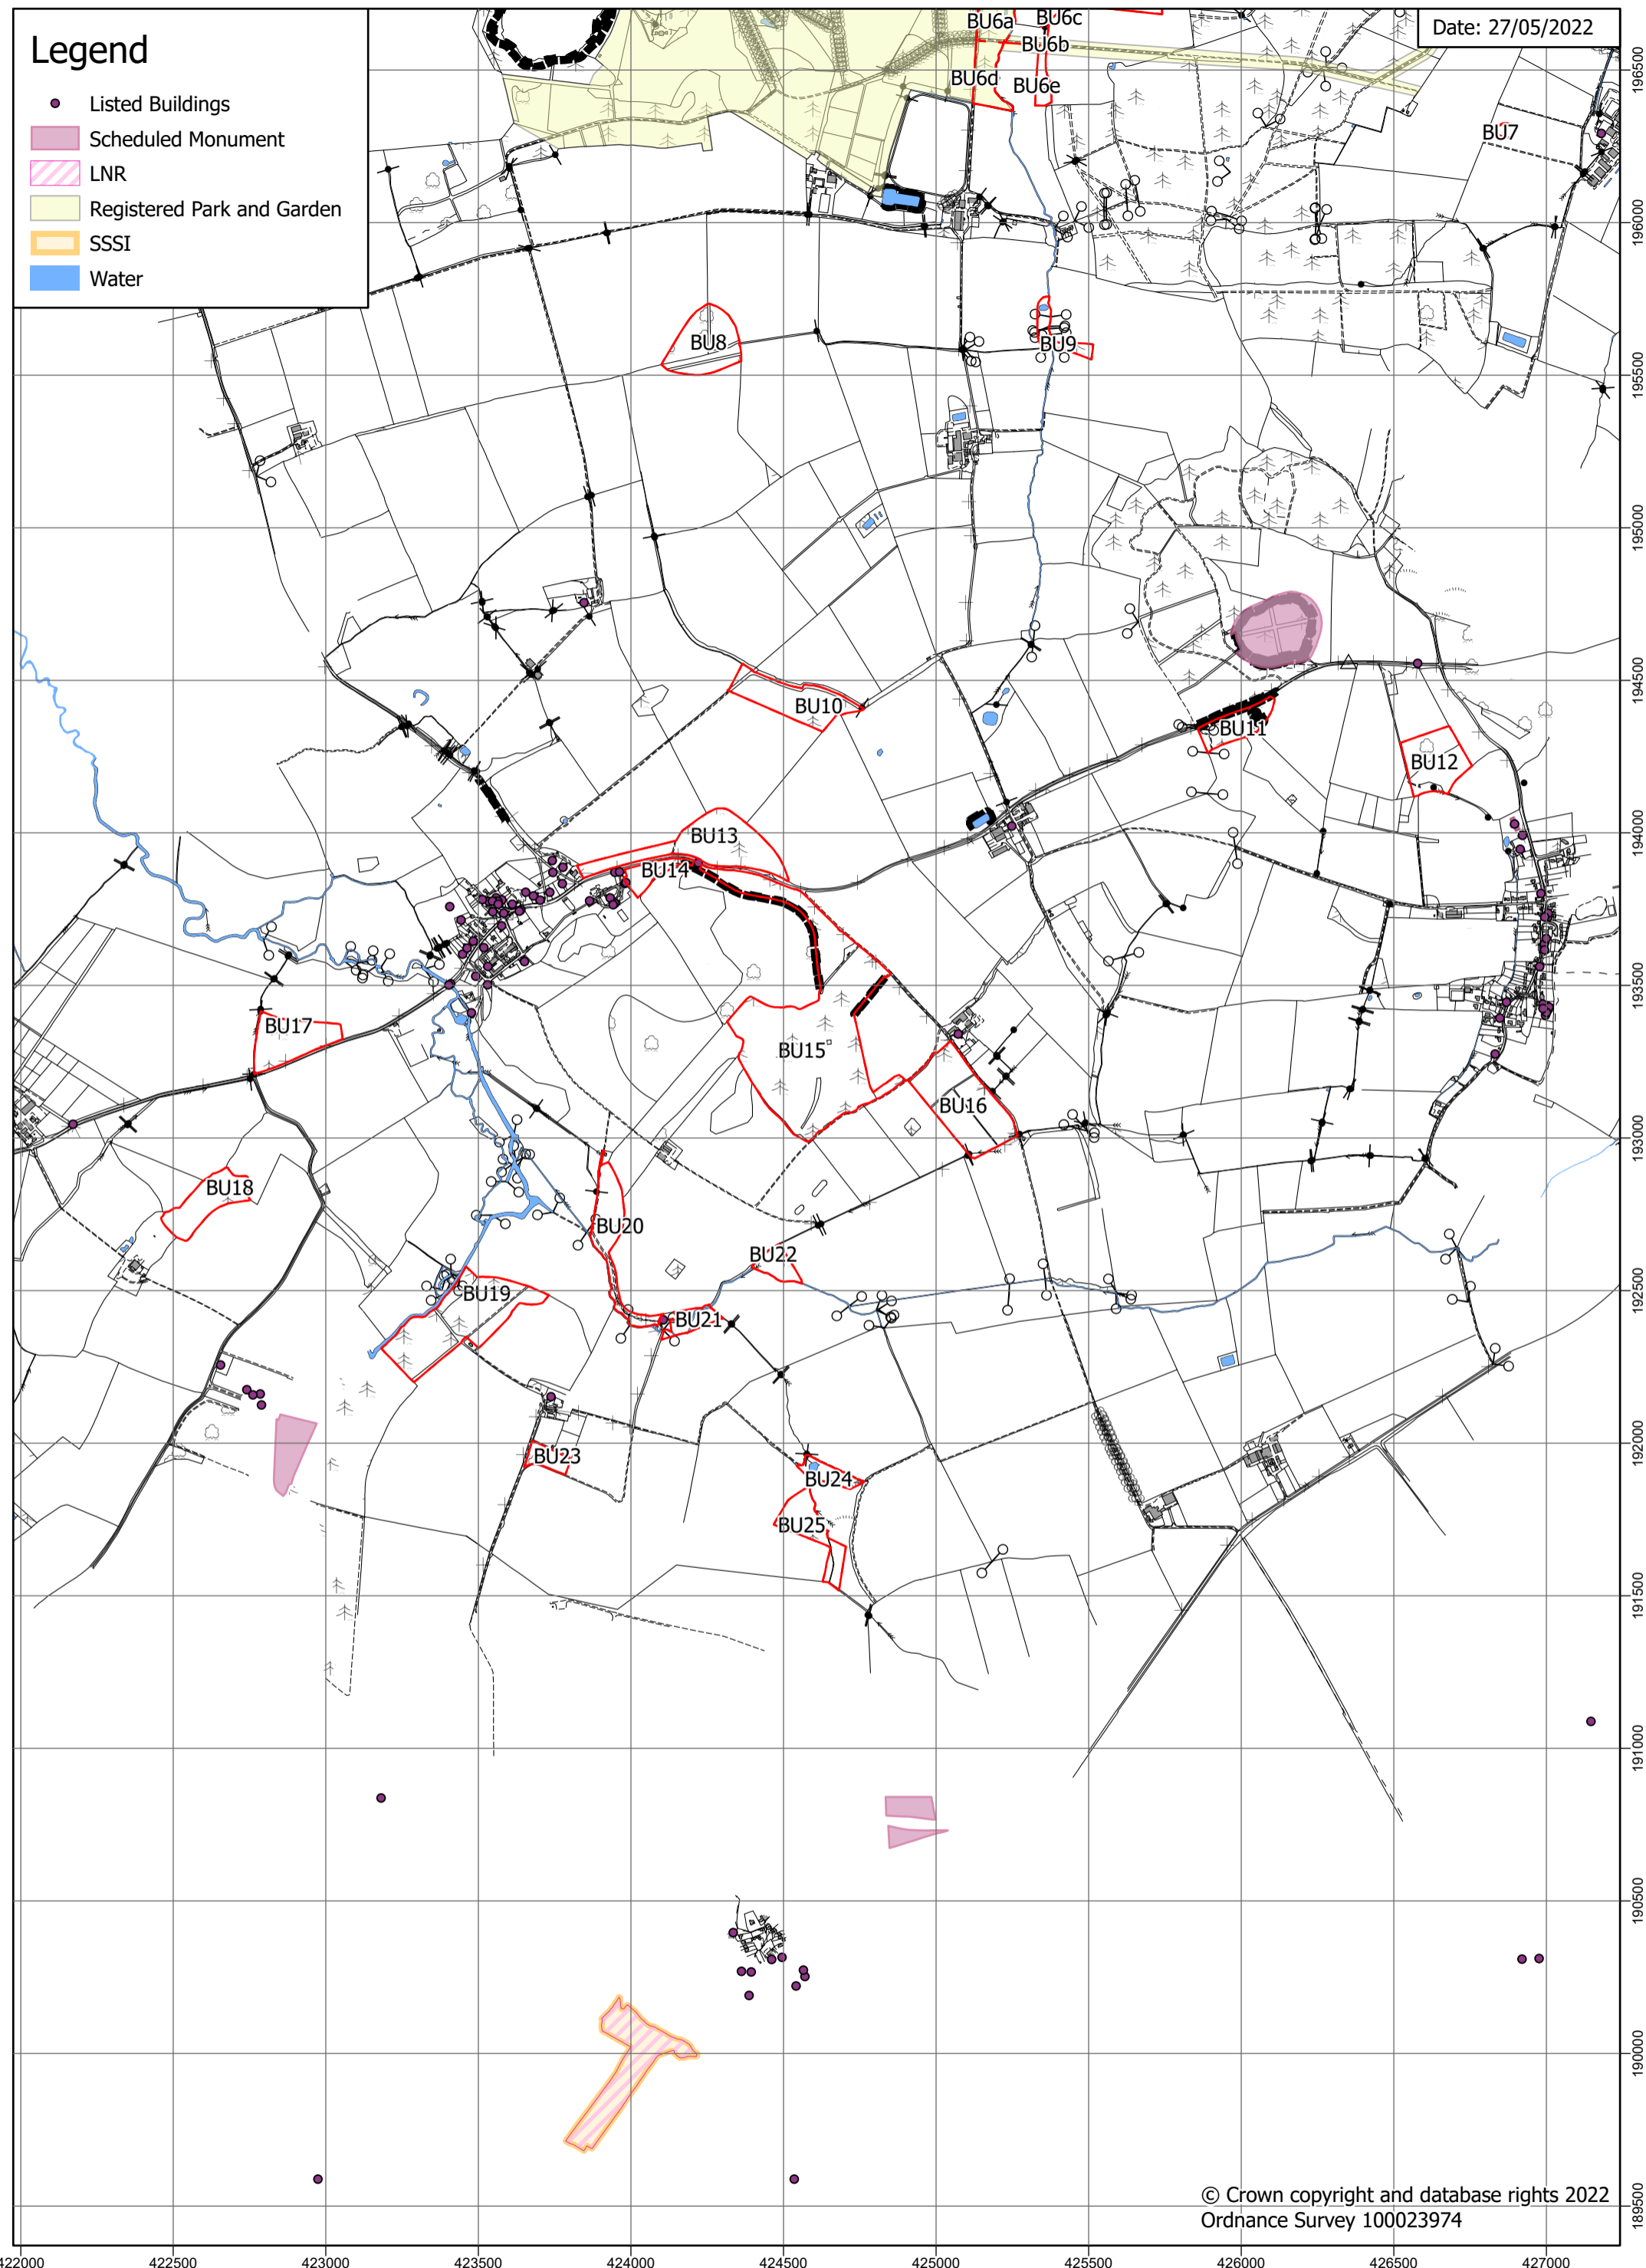 Legend
Listed Buildings
Scheduled Monument
LNR
Registered Park and Garden
SSSI
Water
Date: 27/05/2022
BU6a
BU6c
BU6b
BU6d
BU6e
BU7
BU8
BU9
BU10
BU11
BU12
BU13
BU14
BU15
BU16
BU17
BU18
BU19
BU20
BU21
BU22
BU23
BU24
BU25
196500
196000
195500
195000
194500
194000
193500
193000
192500
192000
191500
191000
190500
190000
189500
© Crown copyright and database rights 2022
Ordnance Survey 100023974
422000 422500 423000 423500 424000 424500 425000 425500 426000 426500 427000